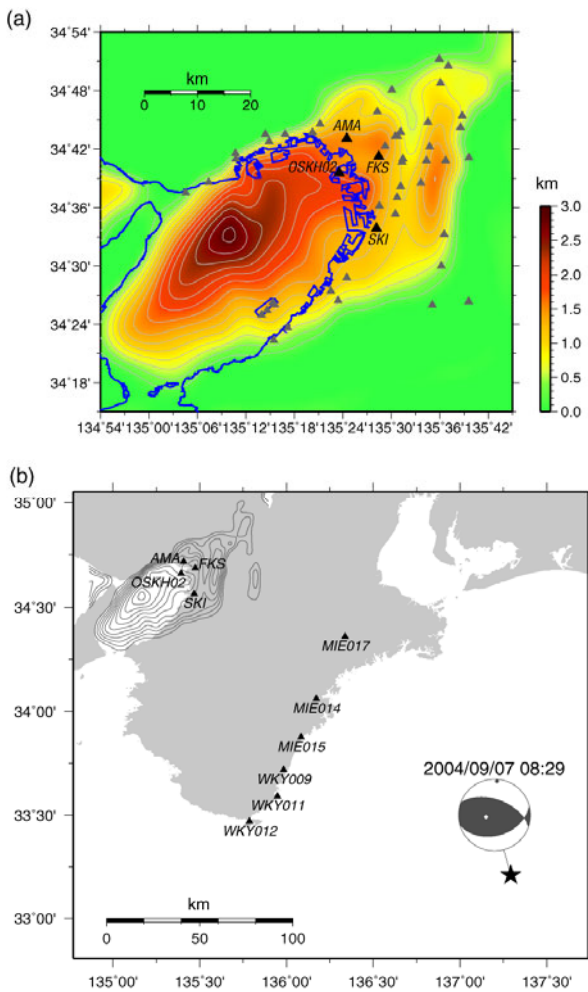 (a)
34°54'
34°48'
34°42'
34°36'
34°30'
34°24'
34°18'
km
0 10 20
AMA
OSKH02
FKS
SKI
134°54'135°00'135°06'135°12'135°18'135°24'135°30'135°36'135°42'
km
3.0
2.5
2.0
1.5
1.0
0.5
0.0
(b)
35°00'
34°30'
34°00'
33°30'
33°00'
AMA
FKS
OSKH02
SKI
MIE017
MIE014
MIE015
WKY009
WKY011
WKY012
2004/09/07 08:29
km
0 50 100
135°00' 135°30' 136°00' 136°30' 137°00' 137°30'